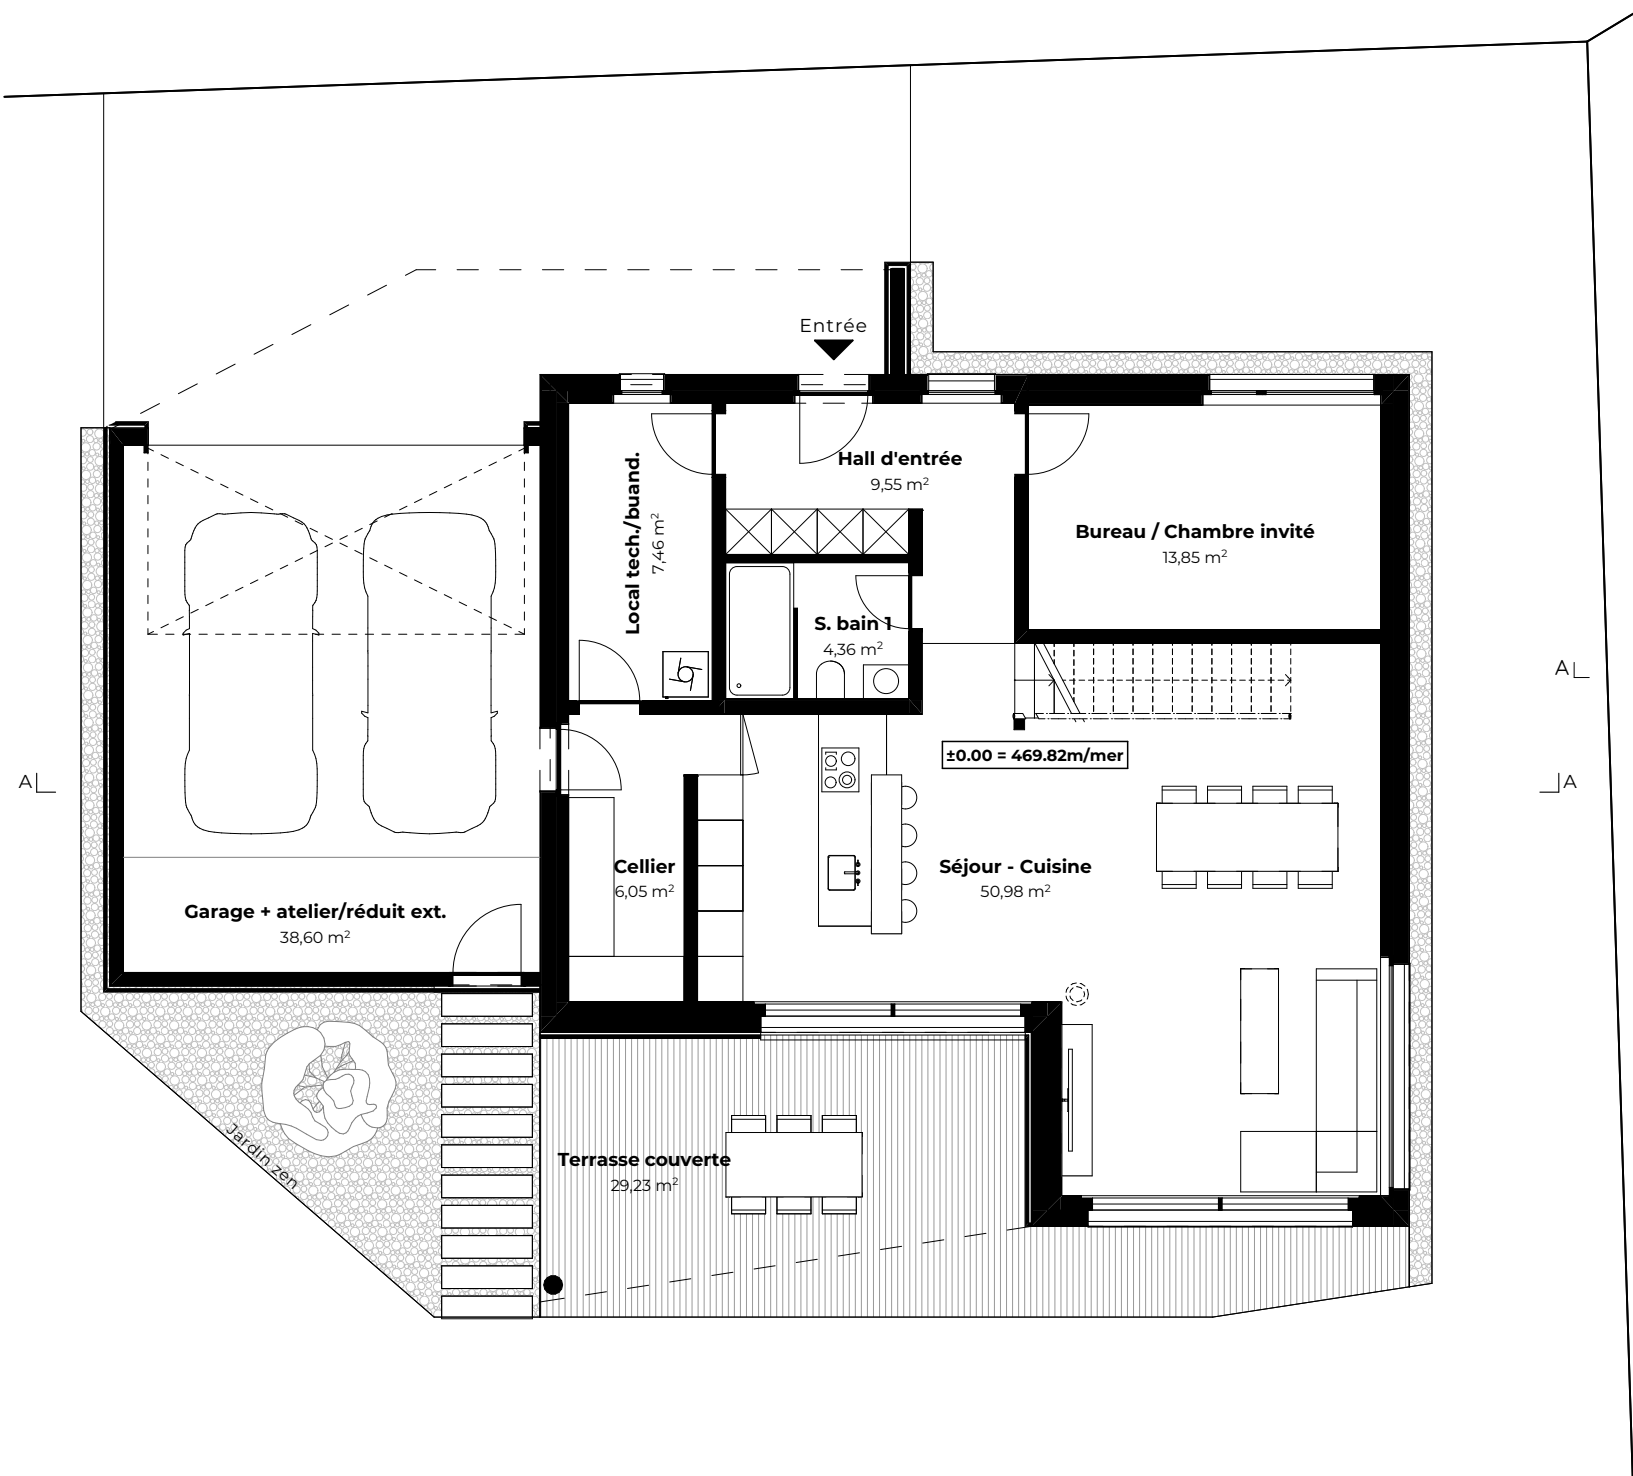 Entrée
Hall d'entrée
9,55 m²
Local tech./buand.
7,46 m²
Bureau / Chambre invité
13,85 m²
S. bain 1
4,36 m²
A
±0.00 = 469.82m/mer
A
A
Cellier
6,05 m²
Séjour - Cuisine
50,98 m²
Garage + atelier/réduit ext.
38,60 m²
Jardin zen
Terrasse couverte
29,23 m²